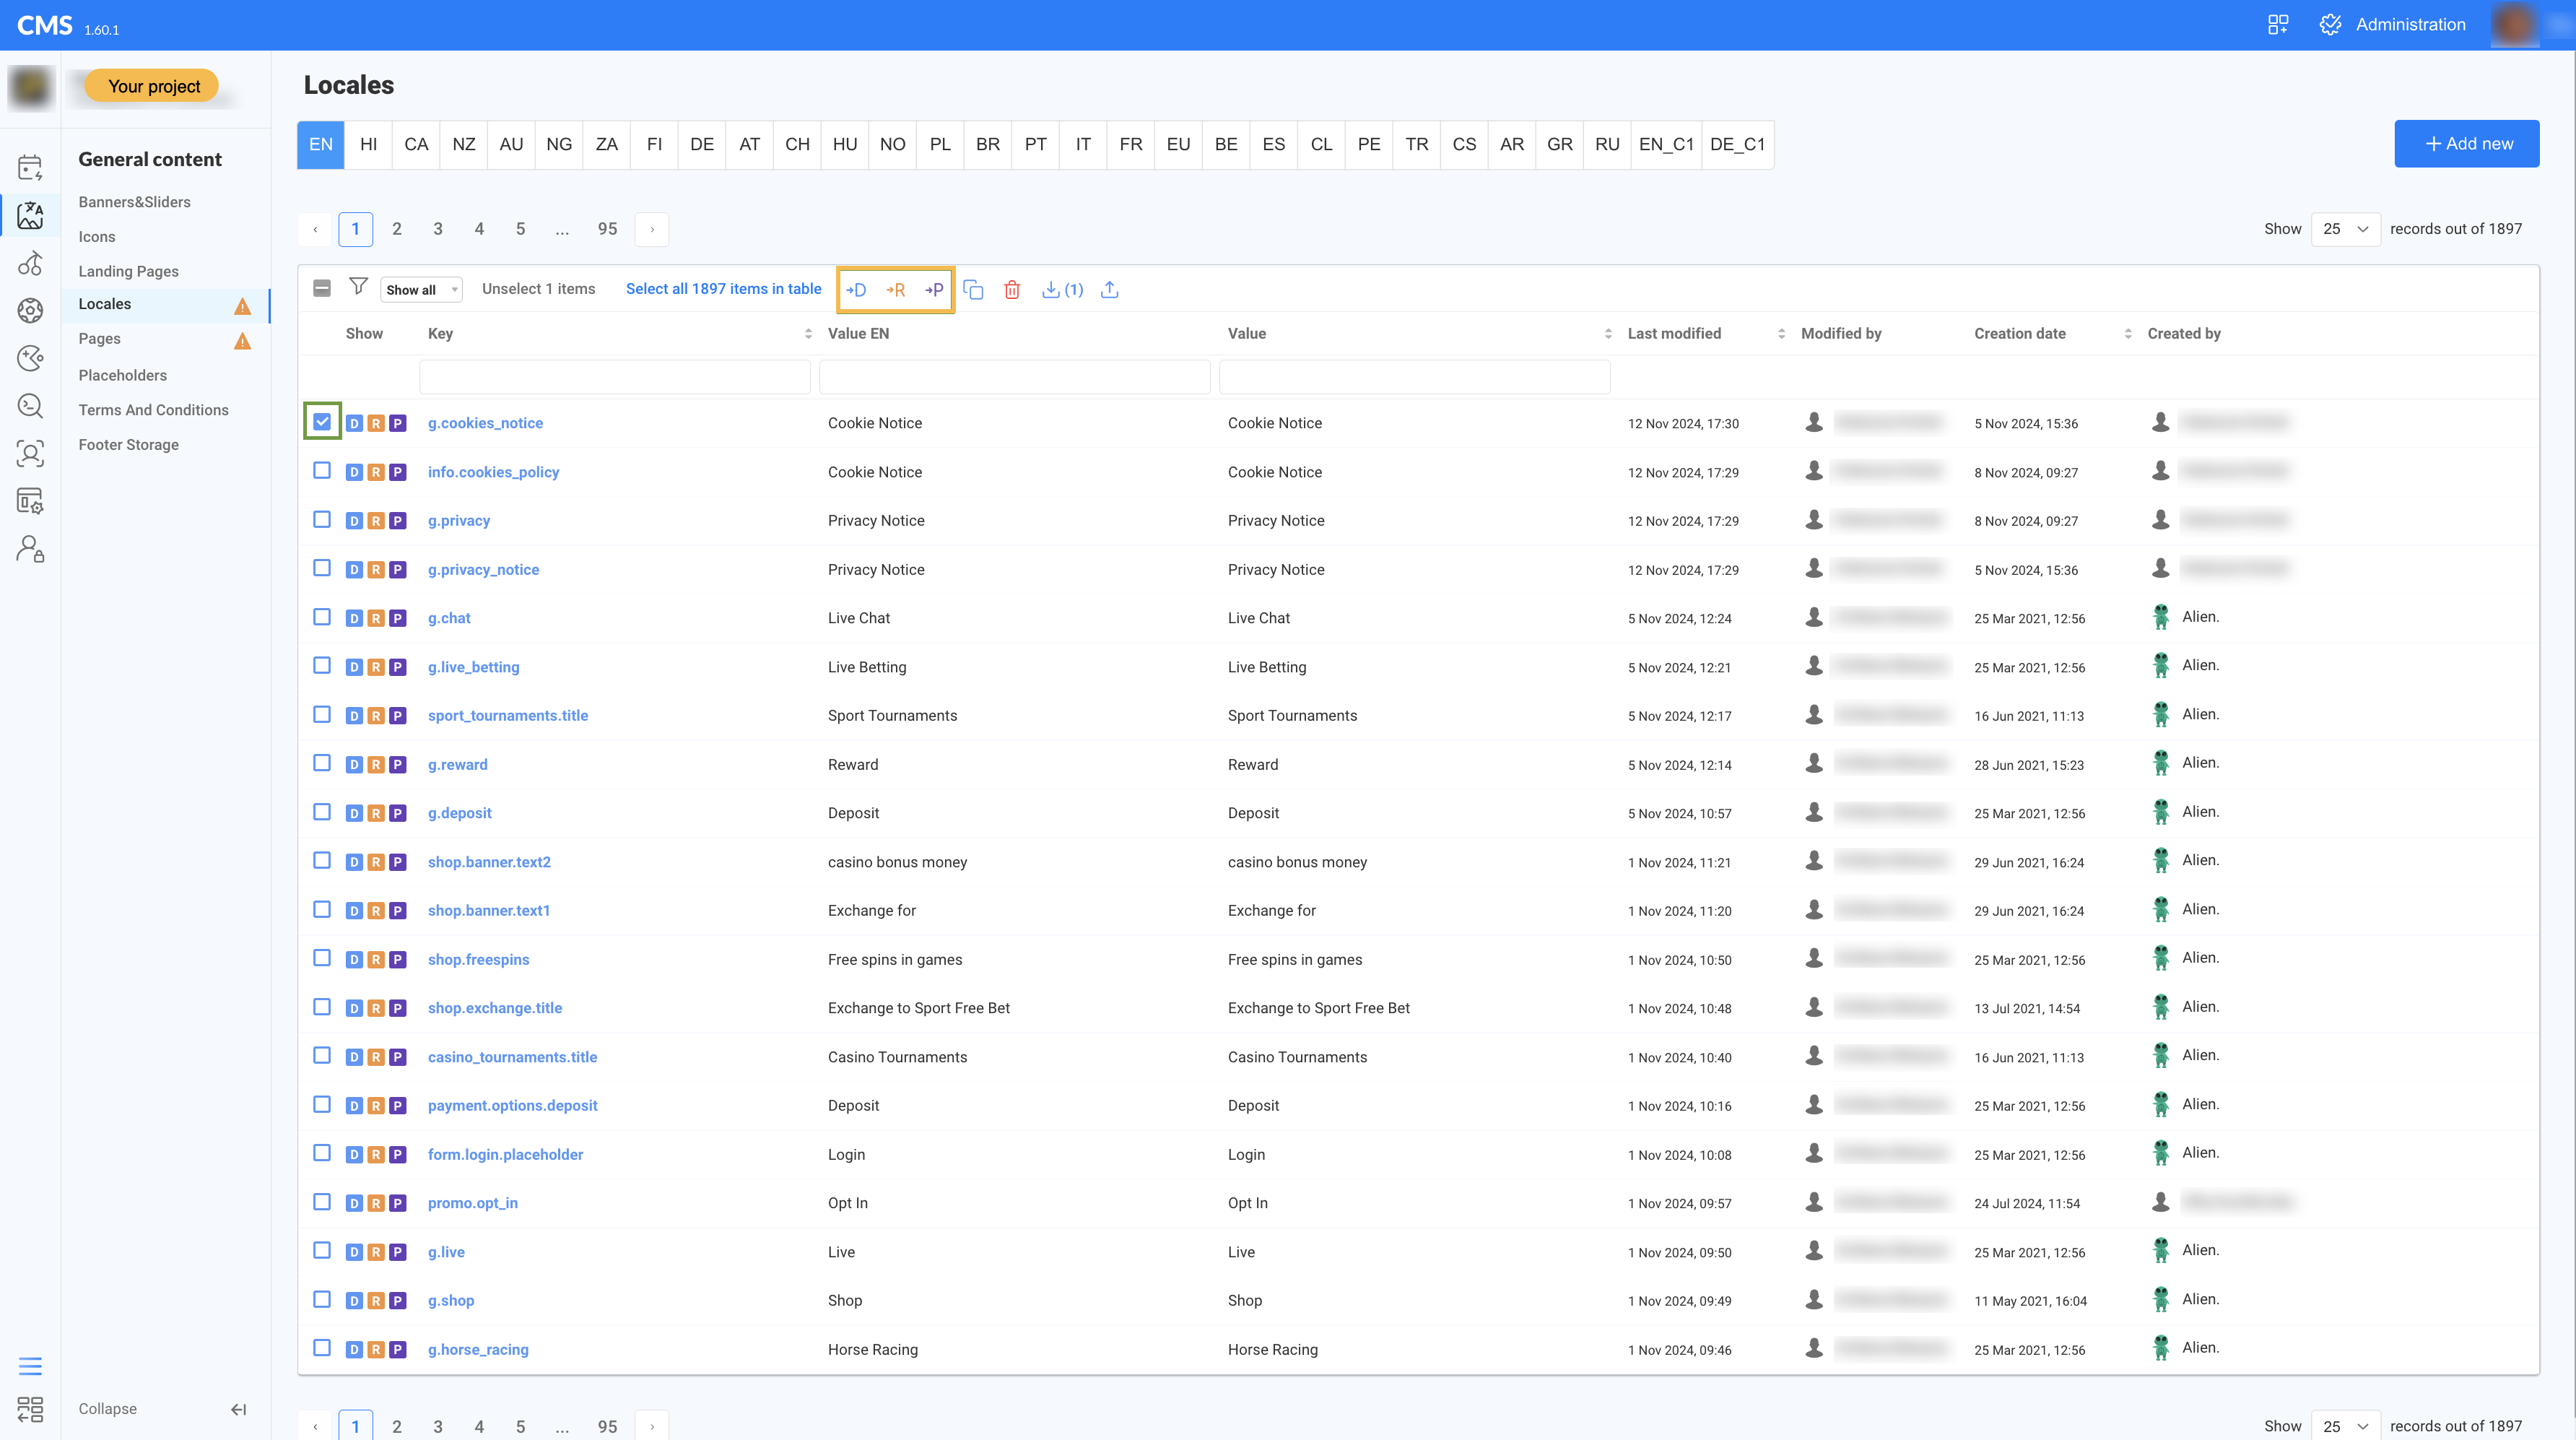 CMS 1.60.1
Administration
Your project
General content
Banners&Sliders
Icons
Landing Pages
Locales
Pages
Placeholders
Terms And Conditions
Footer Storage
Collapse
Locales
EN HI CA NZ AU NG ZA FI DE AT CH HU NO PL BR PT IT FR EU BE ES CL PE TR CS AR GR RU EN_C1 DE_C1
+ Add new
‹ 1 2 3 4 5 ... 95 ›
Show 25 records out of 1897
Show all Unselect 1 items Select all 1897 items in table →D →R →P (1)
Show Key Value EN Value Last modified Modified by Creation date Created by
D R P g.cookies_notice Cookie Notice Cookie Notice 12 Nov 2024, 17:30 5 Nov 2024, 15:36
D R P info.cookies_policy Cookie Notice Cookie Notice 12 Nov 2024, 17:29 8 Nov 2024, 09:27
D R P g.privacy Privacy Notice Privacy Notice 12 Nov 2024, 17:29 8 Nov 2024, 09:27
D R P g.privacy_notice Privacy Notice Privacy Notice 12 Nov 2024, 17:29 5 Nov 2024, 15:36
D R P g.chat Live Chat Live Chat 5 Nov 2024, 12:24 25 Mar 2021, 12:56 Alien.
D R P g.live_betting Live Betting Live Betting 5 Nov 2024, 12:21 25 Mar 2021, 12:56 Alien.
D R P sport_tournaments.title Sport Tournaments Sport Tournaments 5 Nov 2024, 12:17 16 Jun 2021, 11:13 Alien.
D R P g.reward Reward Reward 5 Nov 2024, 12:14 28 Jun 2021, 15:23 Alien.
D R P g.deposit Deposit Deposit 5 Nov 2024, 10:57 25 Mar 2021, 12:56 Alien.
D R P shop.banner.text2 casino bonus money casino bonus money 1 Nov 2024, 11:21 29 Jun 2021, 16:24 Alien.
D R P shop.banner.text1 Exchange for Exchange for 1 Nov 2024, 11:20 29 Jun 2021, 16:24 Alien.
D R P shop.freespins Free spins in games Free spins in games 1 Nov 2024, 10:50 25 Mar 2021, 12:56 Alien.
D R P shop.exchange.title Exchange to Sport Free Bet Exchange to Sport Free Bet 1 Nov 2024, 10:48 13 Jul 2021, 14:54 Alien.
D R P casino_tournaments.title Casino Tournaments Casino Tournaments 1 Nov 2024, 10:40 16 Jun 2021, 11:13 Alien.
D R P payment.options.deposit Deposit Deposit 1 Nov 2024, 10:16 25 Mar 2021, 12:56 Alien.
D R P form.login.placeholder Login Login 1 Nov 2024, 10:08 25 Mar 2021, 12:56 Alien.
D R P promo.opt_in Opt In Opt In 1 Nov 2024, 09:57 24 Jul 2024, 11:54
D R P g.live Live Live 1 Nov 2024, 09:50 25 Mar 2021, 12:56 Alien.
D R P g.shop Shop Shop 1 Nov 2024, 09:49 11 May 2021, 16:04 Alien.
D R P g.horse_racing Horse Racing Horse Racing 1 Nov 2024, 09:46 25 Mar 2021, 12:56 Alien.
‹ 1 2 3 4 5 ... 95 ›
Show 25 records out of 1897